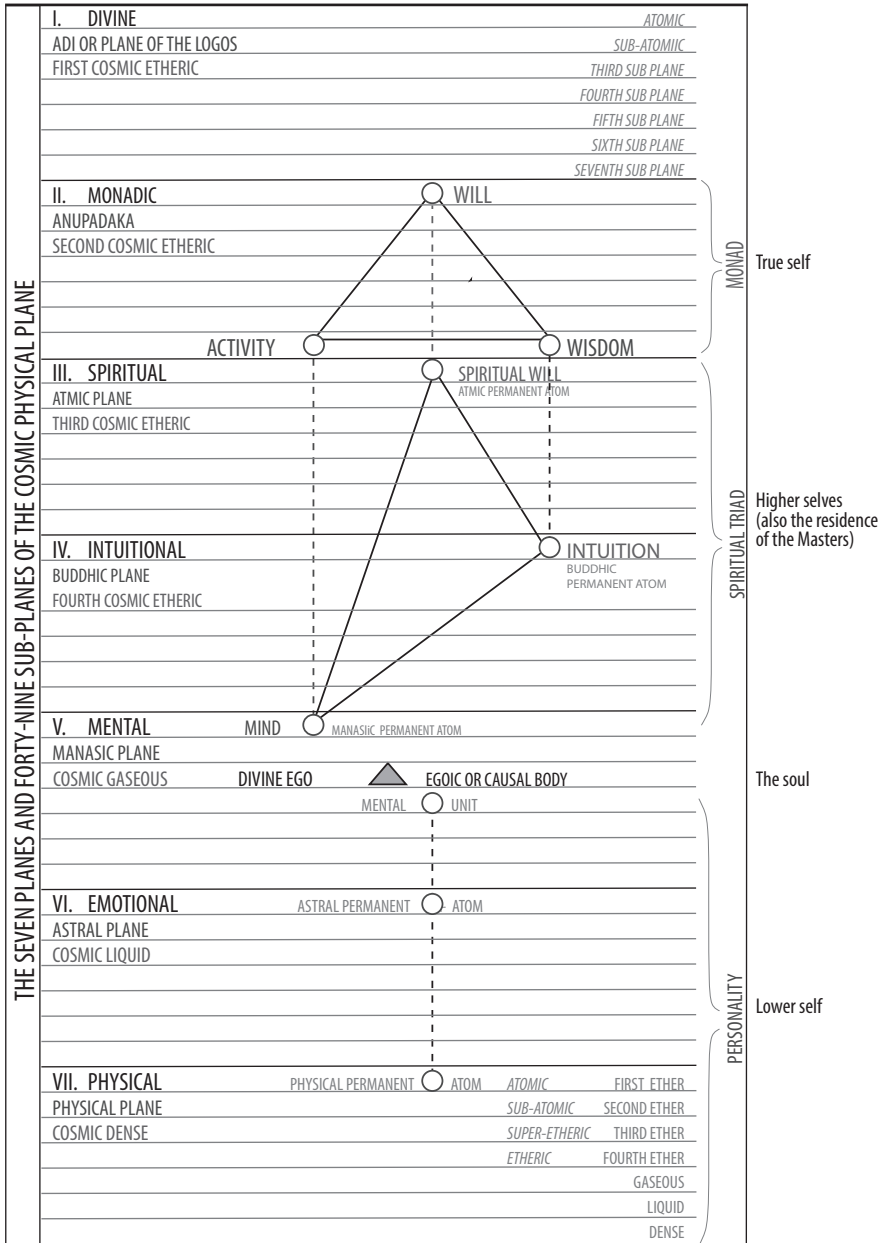 THE SEVEN PLANES AND FORTY-NINE SUB-PLANES OF THE COSMIC PHYSICAL PLANE
I. DIVINE ATOMIC
ADI OR PLANE OF THE LOGOS SUB-ATOMIIC
FIRST COSMIC ETHERIC THIRD SUB PLANE
FOURTH SUB PLANE
FIFTH SUB PLANE
SIXTH SUB PLANE
SEVENTH SUB PLANE
II. MONADIC WILL
ANUPADAKA
SECOND COSMIC ETHERIC
MONAD
True self
ACTIVITY WISDOM
III. SPIRITUAL SPIRITUAL WILL
ATMIC PLANE ATMIC PERMANENT ATOM
THIRD COSMIC ETHERIC
SPIRITUAL TRIAD
Higher selves
(also the residence
of the Masters)
IV. INTUITIONAL INTUITION
BUDDHIC PLANE BUDDHIC
PERMANENT ATOM
FOURTH COSMIC ETHERIC
V. MENTAL MIND MANASIiC PERMANENT ATOM
MANASIC PLANE
COSMIC GASEOUS DIVINE EGO EGOIC OR CAUSAL BODY The soul
MENTAL UNIT
VI. EMOTIONAL ASTRAL PERMANENT ATOM
ASTRAL PLANE
COSMIC LIQUID
PERSONALITY
Lower self
VII. PHYSICAL PHYSICAL PERMANENT ATOM ATOMIC FIRST ETHER
PHYSICAL PLANE SUB-ATOMIC SECOND ETHER
COSMIC DENSE SUPER-ETHERIC THIRD ETHER
ETHERIC FOURTH ETHER
GASEOUS
LIQUID
DENSE